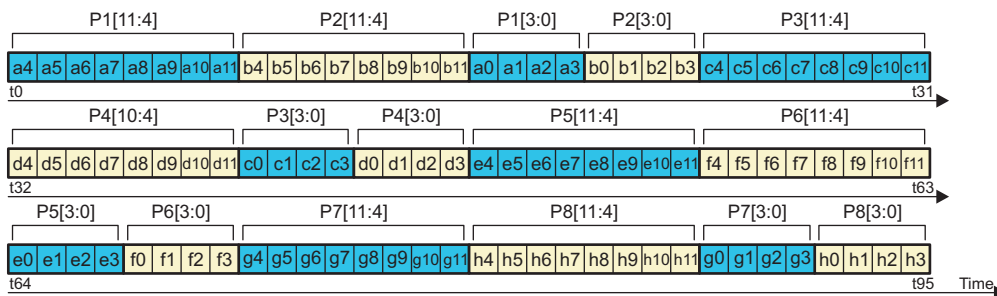 P1[11:4] P2[11:4] P1[3:0] P2[3:0] P3[11:4]
a4 a5 a6 a7 a8 a9 a10 a11 b4 b5 b6 b7 b8 b9 b10 b11 a0 a1 a2 a3 b0 b1 b2 b3 c4 c5 c6 c7 c8 c9 c10 c11
t0 t31
P4[10:4] P3[3:0] P4[3:0] P5[11:4] P6[11:4]
d4 d5 d6 d7 d8 d9 d10 d11 c0 c1 c2 c3 d0 d1 d2 d3 e4 e5 e6 e7 e8 e9 e10 e11 f4 f5 f6 f7 f8 f9 f10 f11
t32 t63
P5[3:0] P6[3:0] P7[11:4] P8[11:4] P7[3:0] P8[3:0]
e0 e1 e2 e3 f0 f1 f2 f3 g4 g5 g6 g7 g8 g9 g10 g11 h4 h5 h6 h7 h8 h9 h10 h11 g0 g1 g2 g3 h0 h1 h2 h3
t64 t95 Time